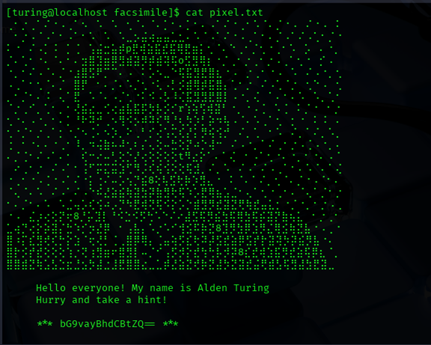 [turing@localhost facsimile]$ cat pixel.txt
Hello everyone! My name is Alden Turing
Hurry and take a hint!
*** bG9vayBhdCBtZQ== ***